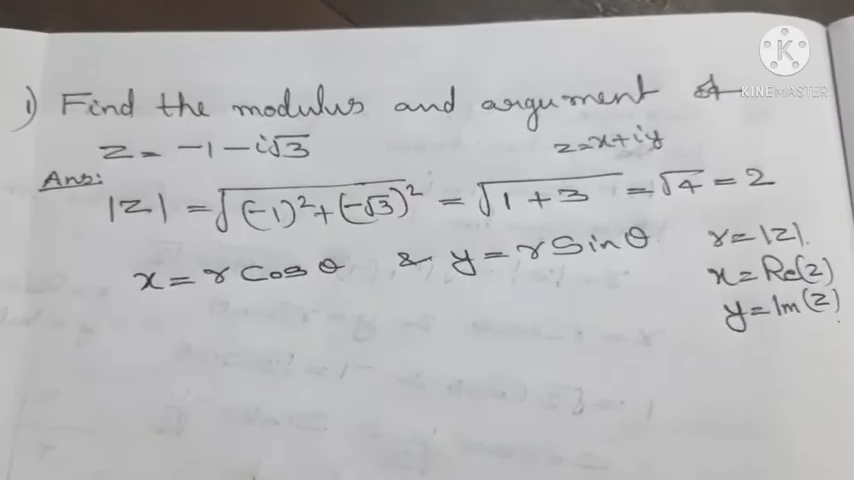 1) Find the modulus and argument of
z = -1 - i√3
z = x + iy
Ans:
|z| = √(-1)² + (-√3)² = √1 + 3 = √4 = 2
x = r Cos θ & y = r Sin θ
r = |z|.
x = Re(z)
y = Im(z)
K
KINEMASTER